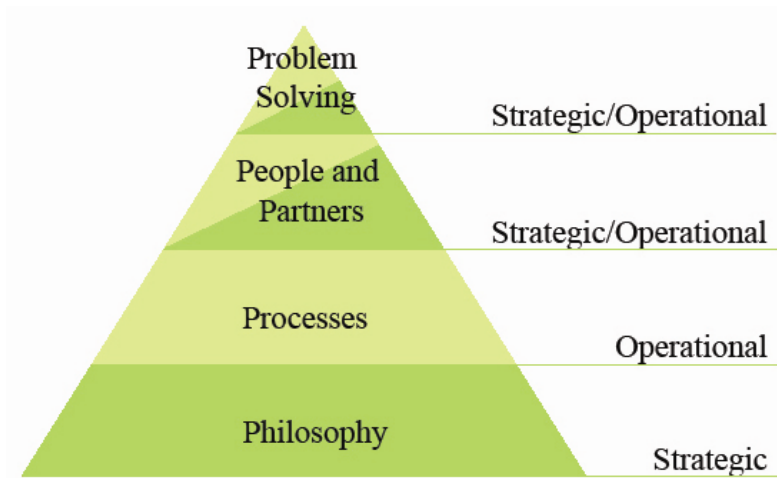 Problem
Solving
Strategic/Operational
People and
Partners
Strategic/Operational
Processes
Operational
Philosophy
Strategic